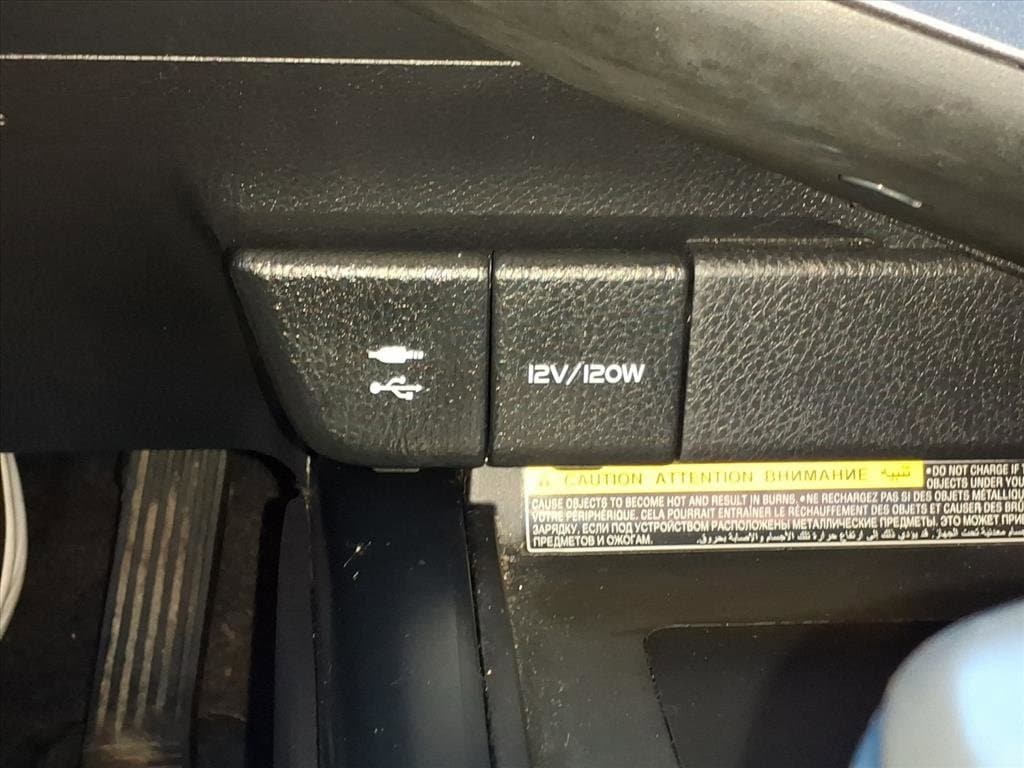 12V/120W
CAUTION ATTENTION ВНИМАНИЕ تنبيه
•DO NOT CHARGE IF
OBJECTS UNDER YOU
CAUSE OBJECTS TO BECOME HOT AND RESULT IN BURNS. •NE RECHARGEZ PAS SI DES OBJETS MÉTALLIQU
VOTRE PÉRIPHÉRIQUE. CELA POURRAIT ENTRAÎNER LE RÉCHAUFFEMENT DES OBJETS ET CAUSER DES BRÛ
ЗАРЯДКУ, ЕСЛИ ПОД УСТРОЙСТВОМ РАСПОЛОЖЕНЫ МЕТАЛЛИЧЕСКИЕ ПРЕДМЕТЫ. ЭТО МОЖЕТ ПРИ
ПРЕДМЕТОВ И ОЖОГАМ.